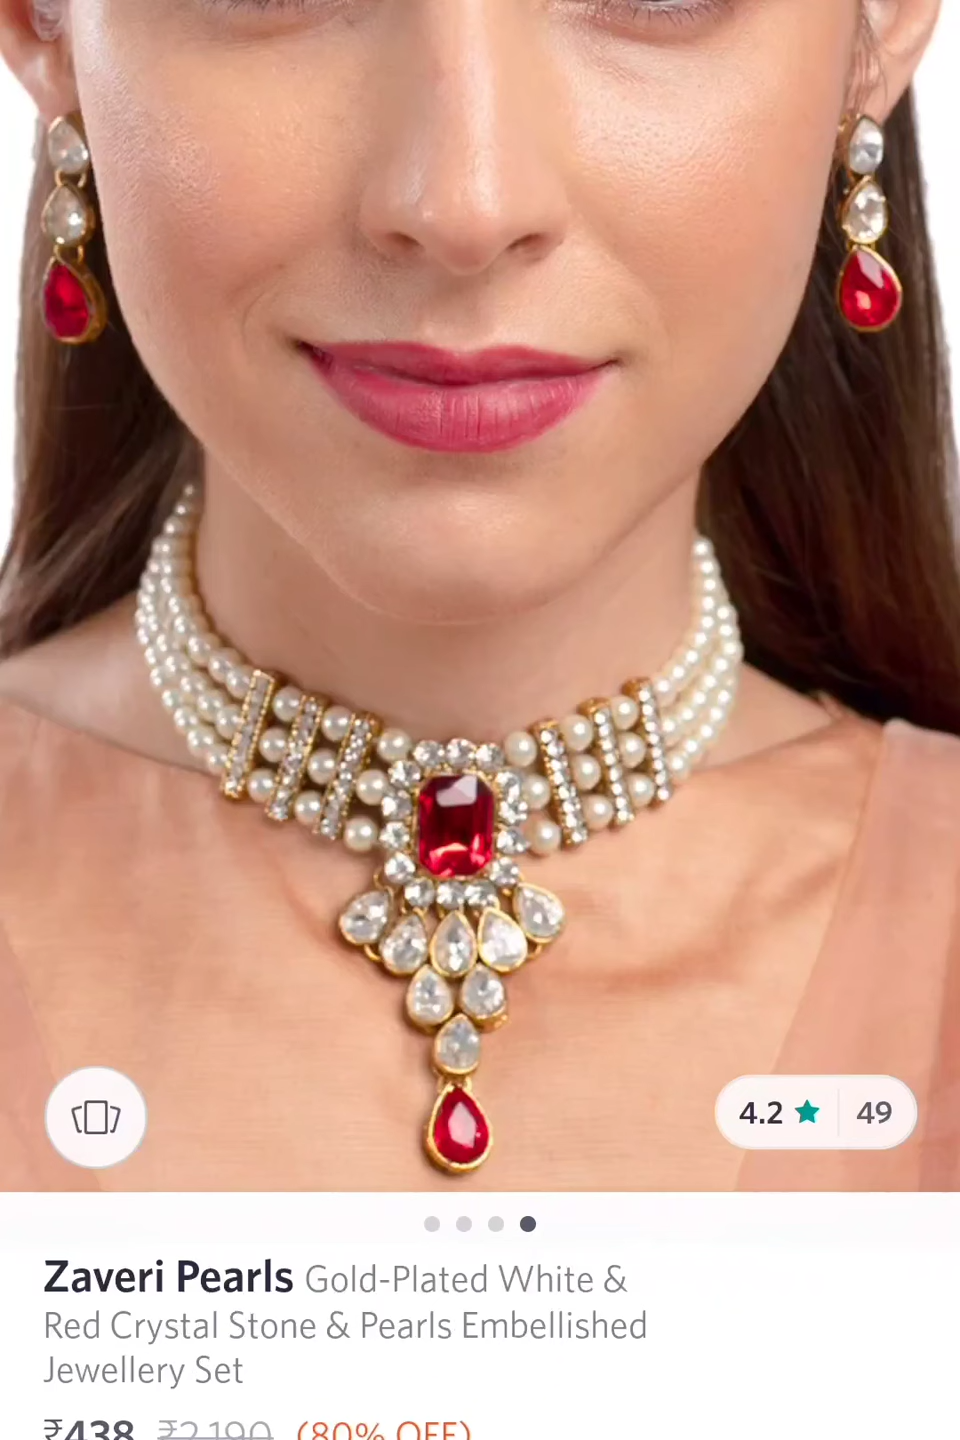 4.2 ★ 49
Zaveri Pearls Gold-Plated White &
Red Crystal Stone & Pearls Embellished
Jewellery Set
₹438 ₹2,190 (80% OFF)